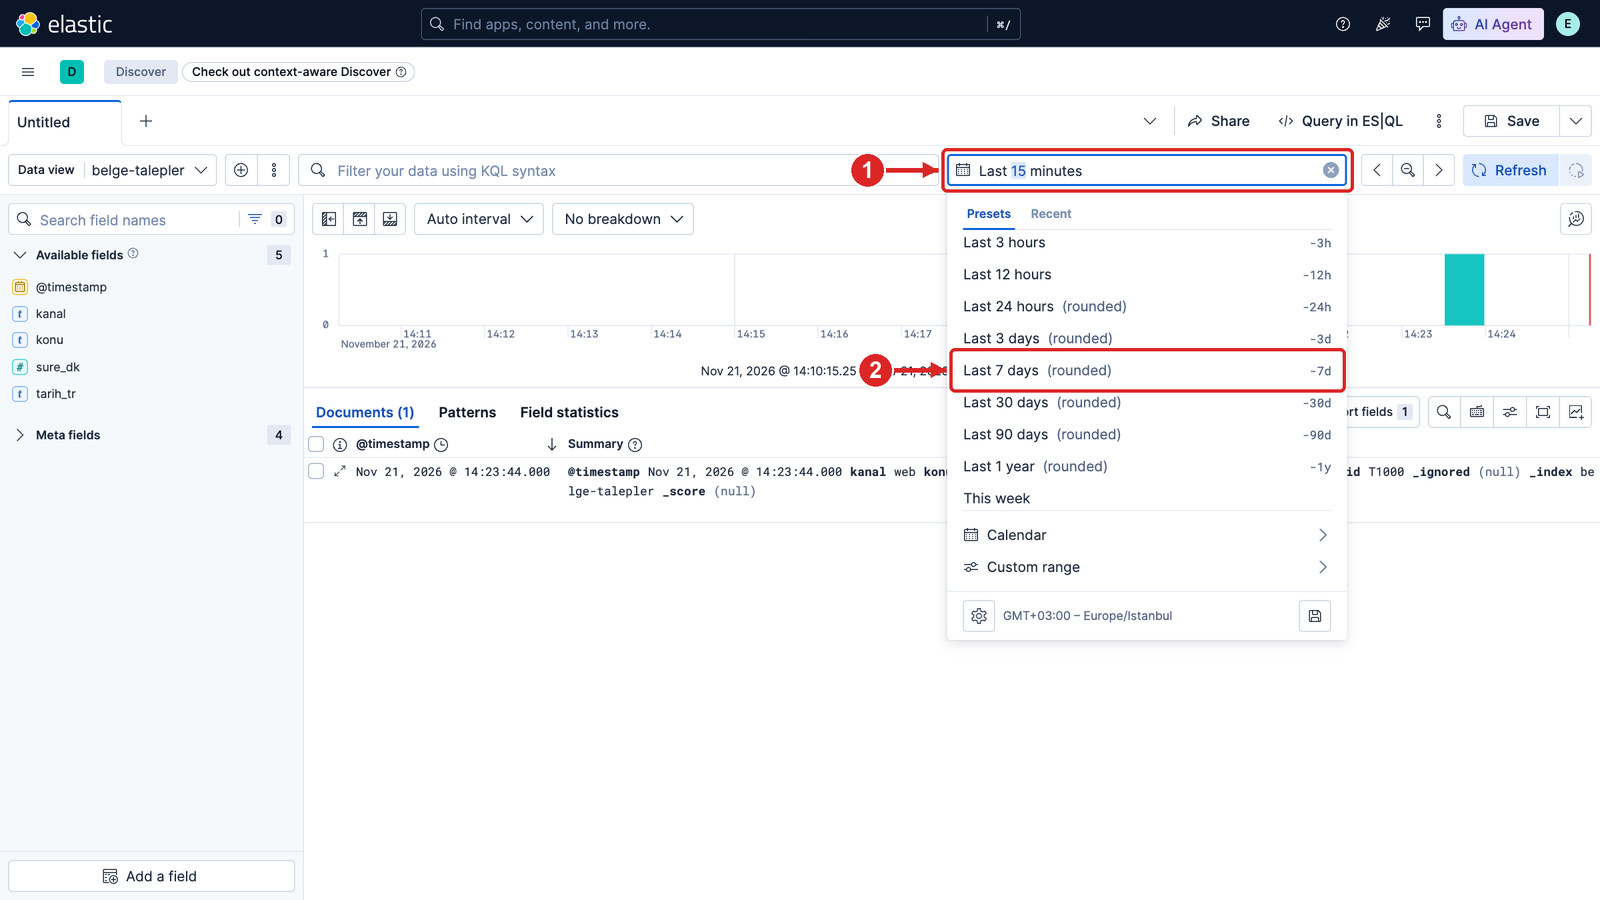 elastic
Find apps, content, and more.
⌘/
AI Agent
E
D
Discover
Check out context-aware Discover
Untitled
Share
Query in ES|QL
Save
Data view
belge-talepler
Filter your data using KQL syntax
1
Last 15 minutes
Refresh
Search field names
0
Auto interval
No breakdown
Presets
Recent
Available fields
5
@timestamp
kanal
konu
sure_dk
tarih_tr
Meta fields
4
1
0
14:11
14:12
14:13
14:14
14:15
14:16
14:17
14:23
14:24
November 21, 2026
Nov 21, 2026 @ 14:10:15.25
2
Last 3 hours
-3h
Last 12 hours
-12h
Last 24 hours (rounded)
-24h
Last 3 days (rounded)
-3d
Last 7 days (rounded)
-7d
Last 30 days (rounded)
-30d
Last 90 days (rounded)
-90d
Last 1 year (rounded)
-1y
This week
Calendar
Custom range
GMT+03:00 – Europe/Istanbul
Documents (1)
Patterns
Field statistics
rt fields 1
@timestamp
Summary
Nov 21, 2026 @ 14:23:44.000
@timestamp Nov 21, 2026 @ 14:23:44.000 kanal web konu
id T1000 _ignored (null) _index be
lge-talepler _score (null)
Add a field